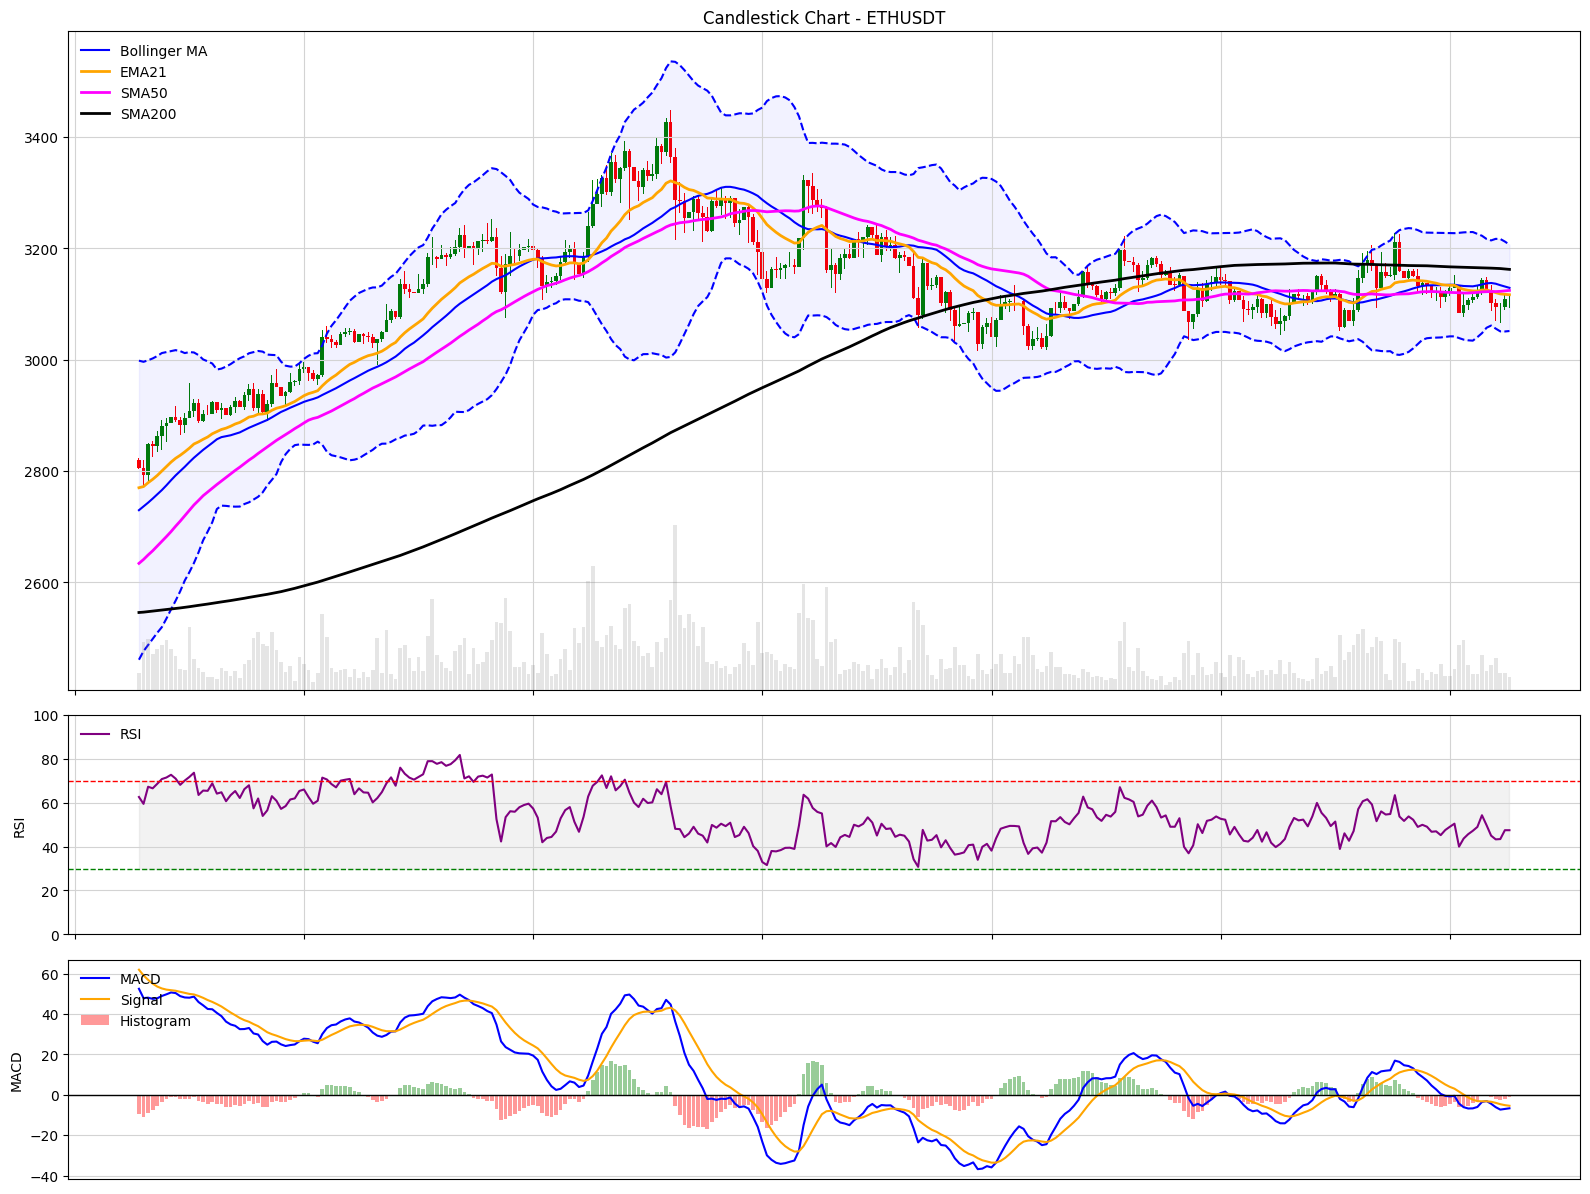 Candlestick Chart - ETHUSDT
Bollinger MA
EMA21
SMA50
SMA200
3400
3200
3000
2800
2600
RSI
100
80
60
40
20
0
RSI
MACD
Signal
Histogram
60
40
20
0
−20
−40
MACD